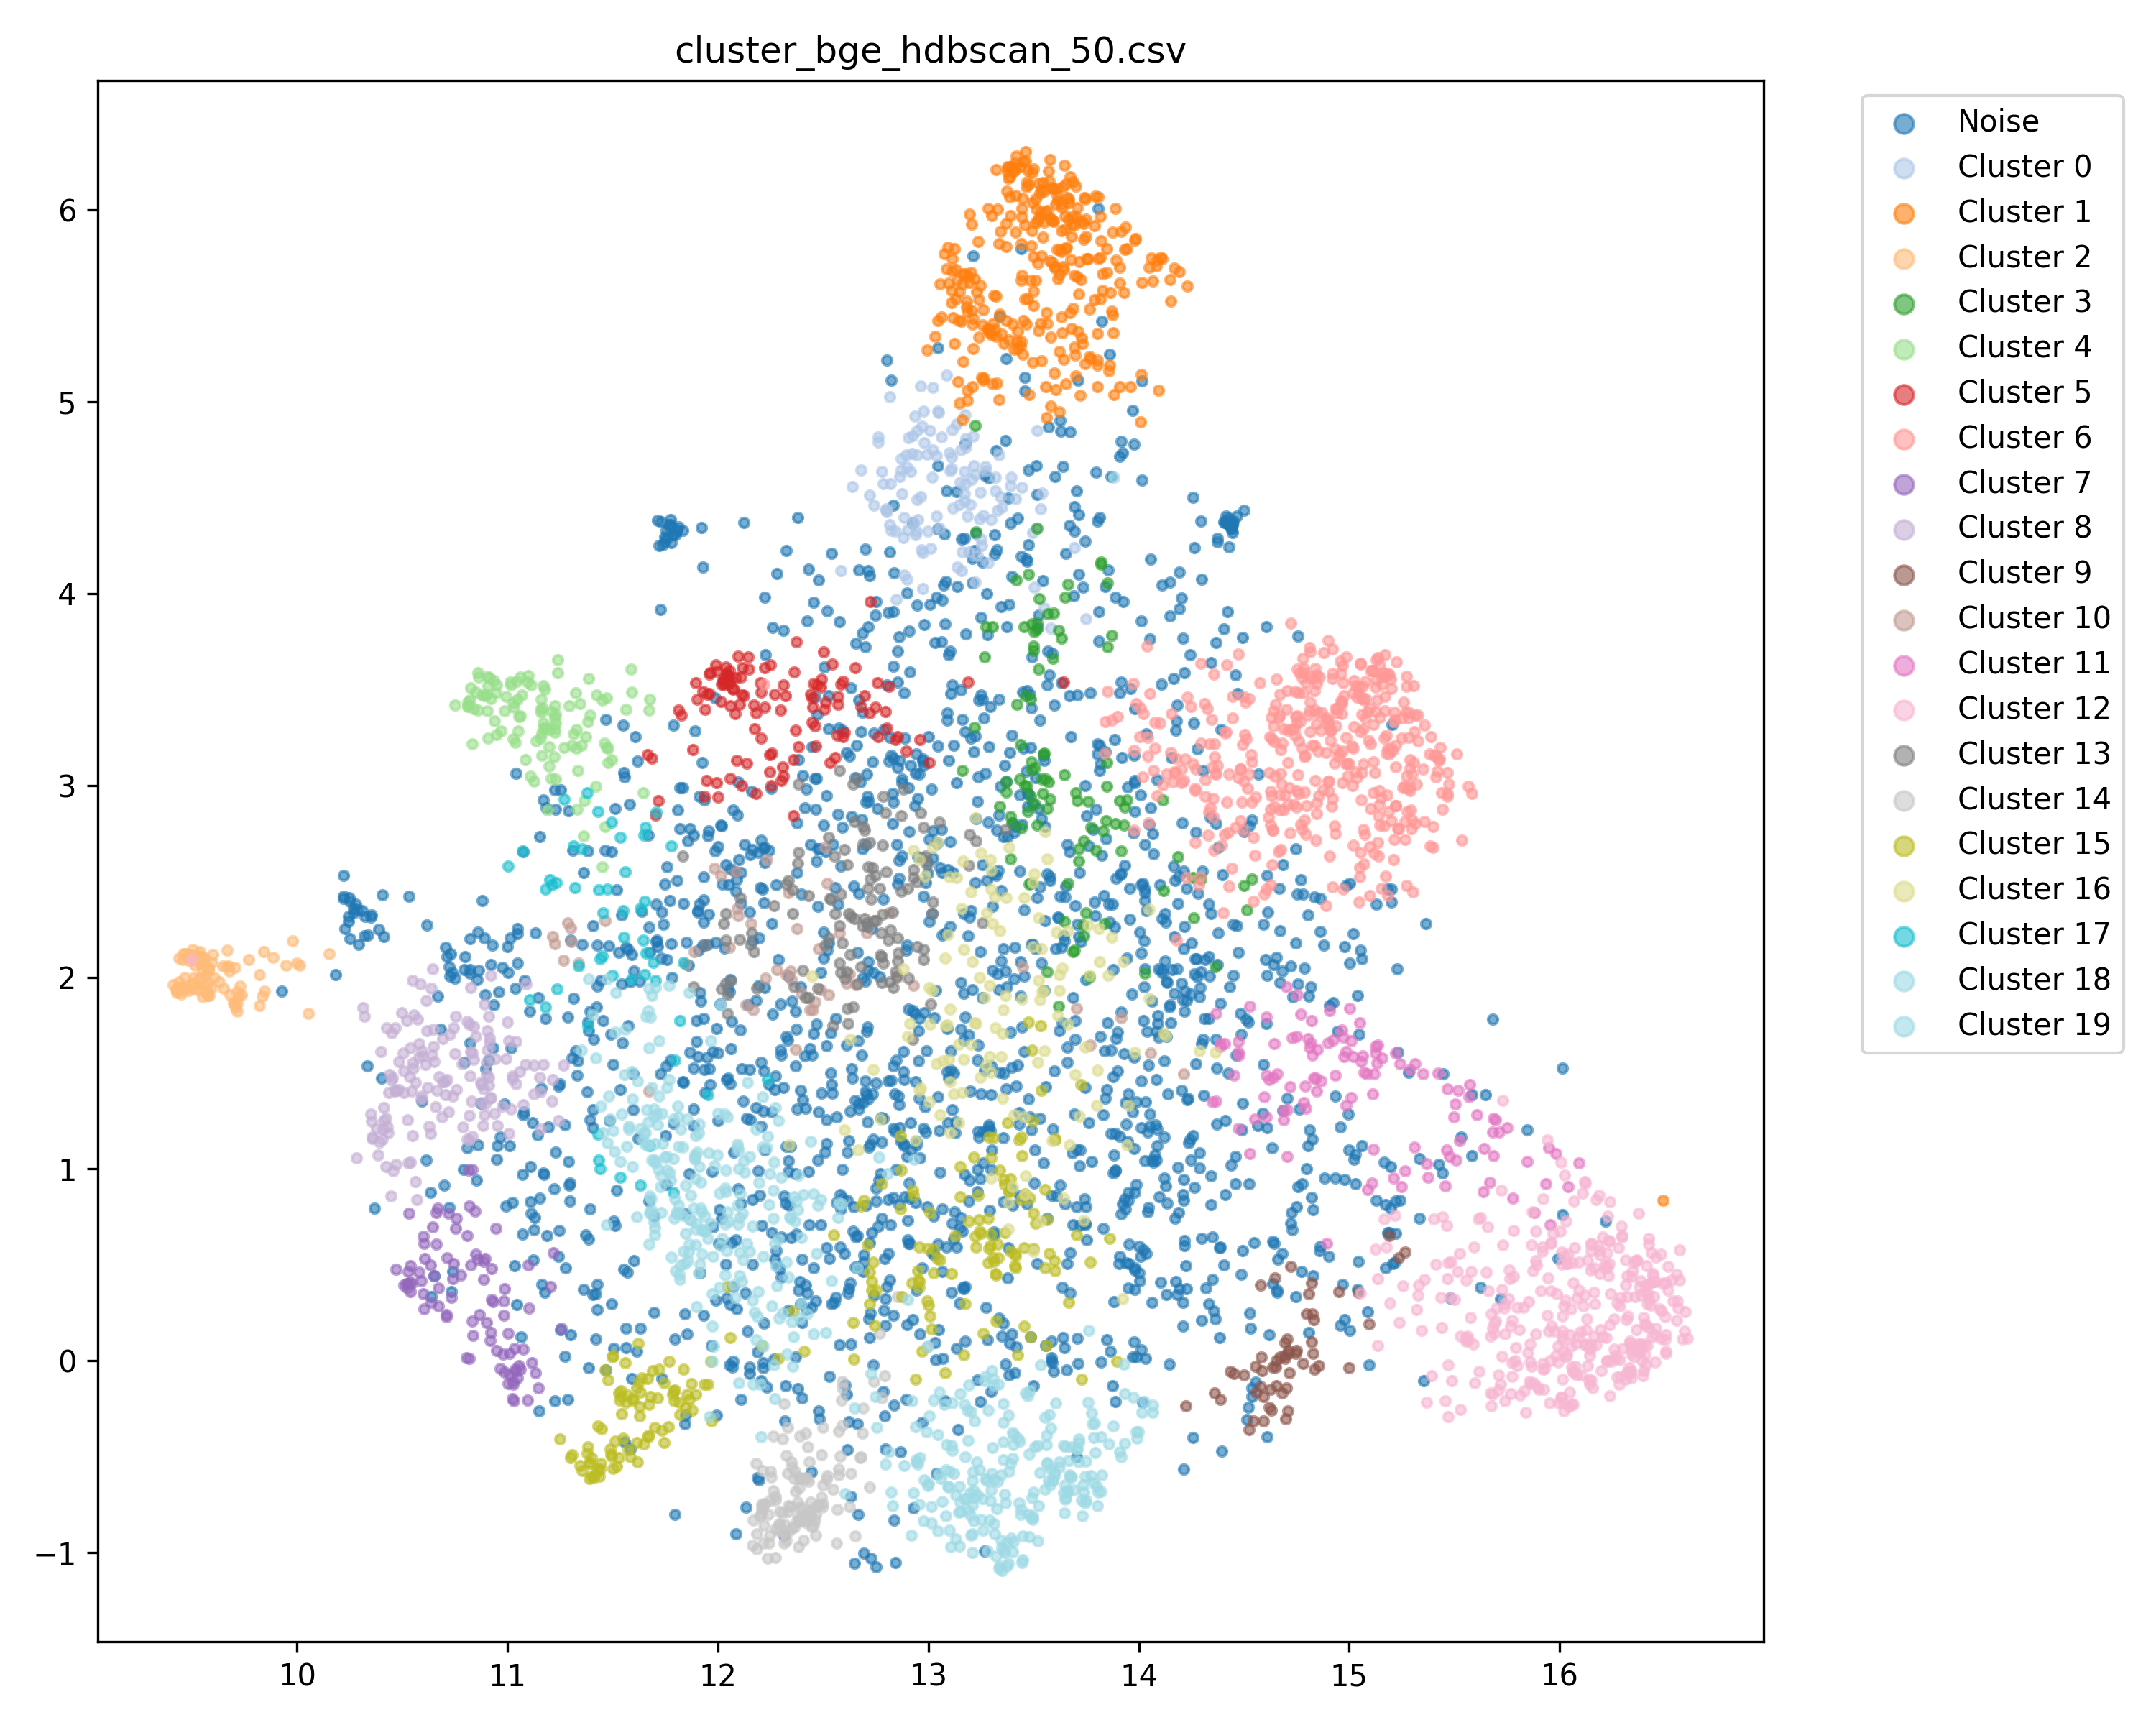 cluster_bge_hdbscan_50.csv
6
5
4
3
2
1
0
−1
10
11
12
13
14
15
16
Noise
Cluster 0
Cluster 1
Cluster 2
Cluster 3
Cluster 4
Cluster 5
Cluster 6
Cluster 7
Cluster 8
Cluster 9
Cluster 10
Cluster 11
Cluster 12
Cluster 13
Cluster 14
Cluster 15
Cluster 16
Cluster 17
Cluster 18
Cluster 19